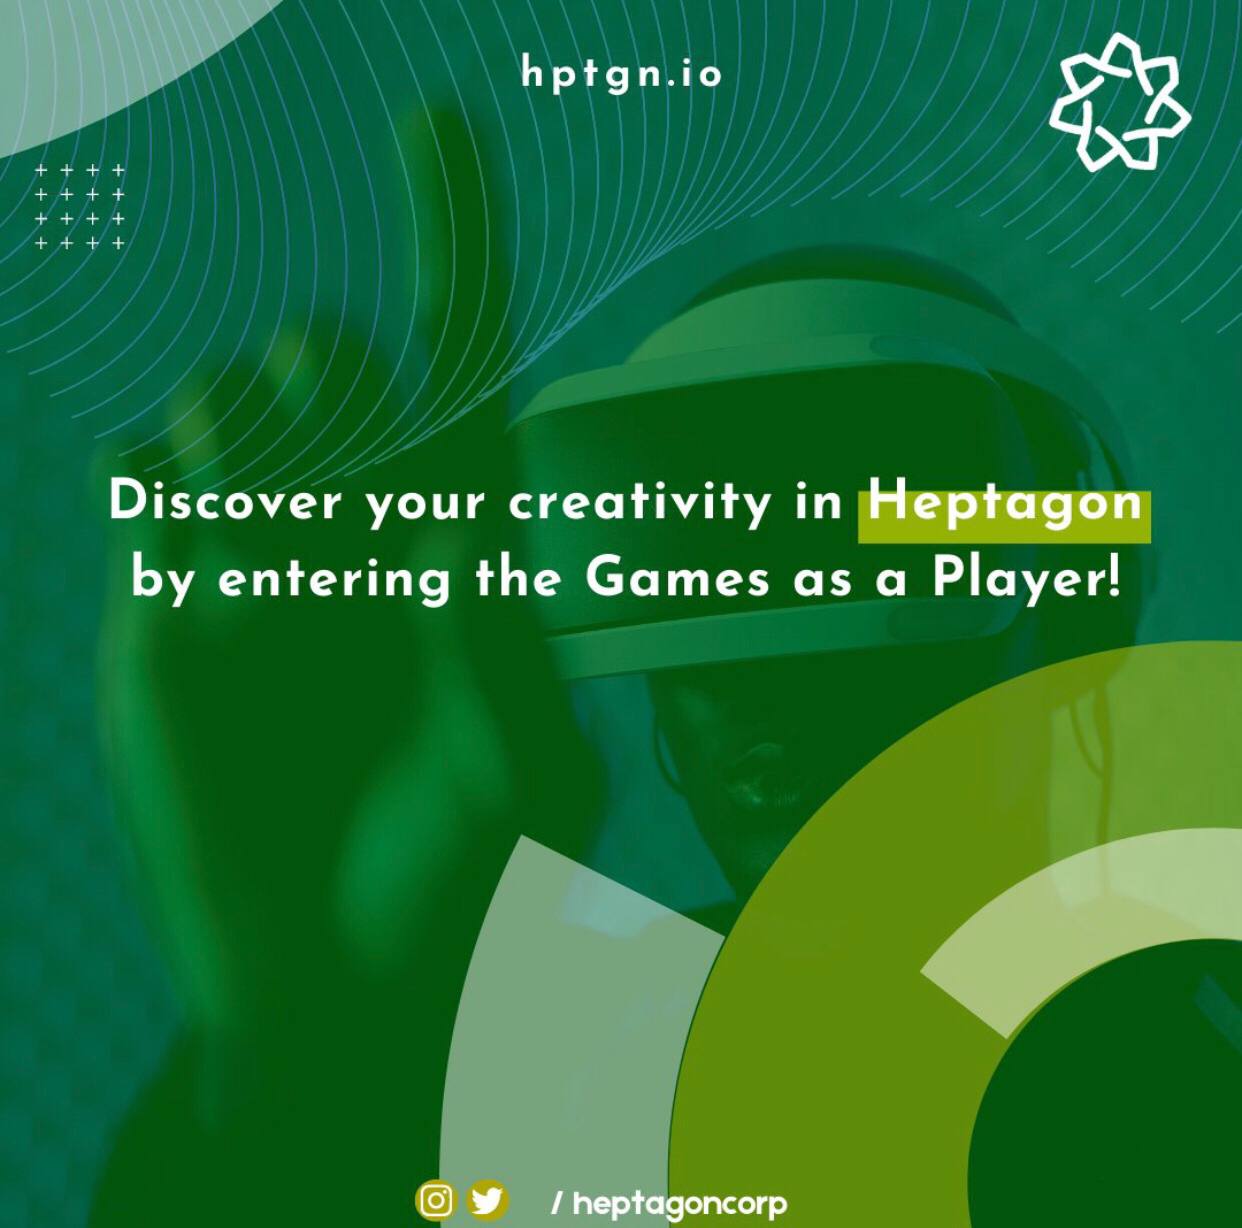 hptgn.io
Discover your creativity in Heptagon
by entering the Games as a Player!
/ heptagoncorp